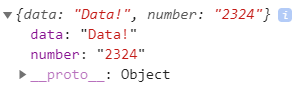 ▼ {data: "Data!", number: "2324"} i
data: "Data!"
number: "2324"
▶ __proto__: Object